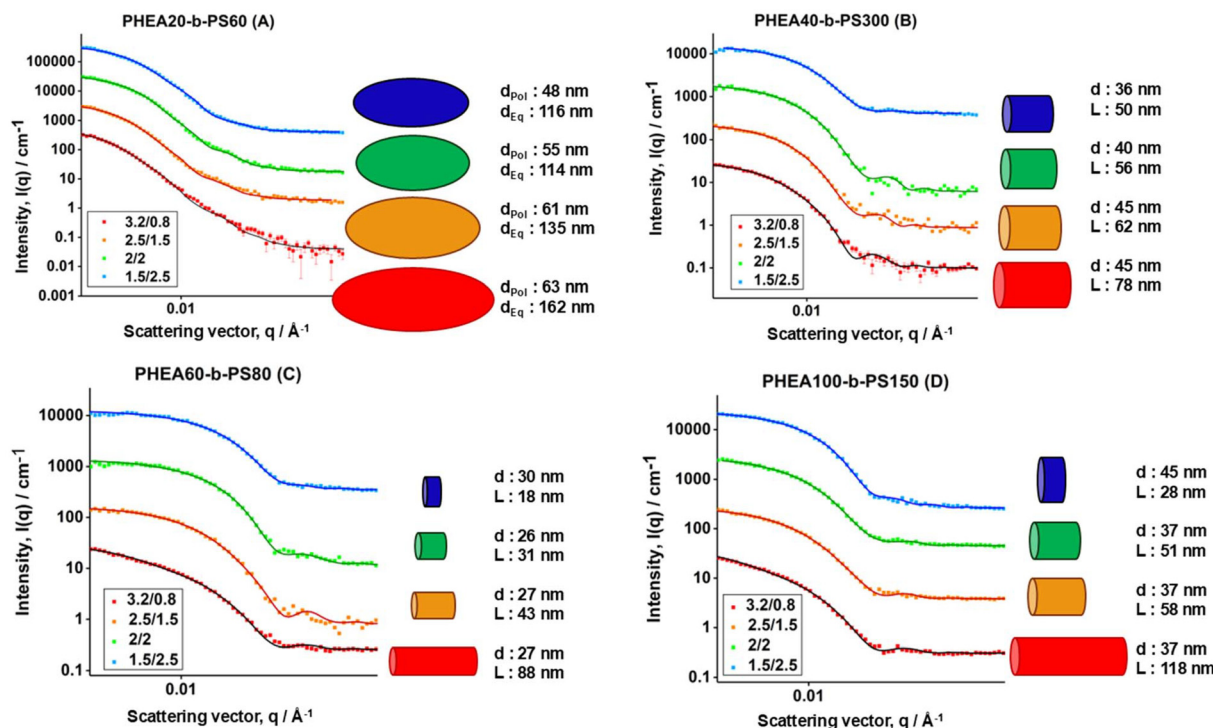 PHEA20-b-PS60 (A)
Intensity, I(q) / cm⁻¹
100000
10000
1000
100
10
1
0.1
0.01
0.001
3.2/0.8
2.5/1.5
2/2
1.5/2.5
0.01
Scattering vector, q / Å⁻¹
d_Pol : 48 nm
d_Eq : 116 nm
d_Pol : 55 nm
d_Eq : 114 nm
d_Pol : 61 nm
d_Eq : 135 nm
d_Pol : 63 nm
d_Eq : 162 nm
PHEA40-b-PS300 (B)
Intensity, I(q) / cm⁻¹
10000
1000
100
10
1
0.1
3.2/0.8
2.5/1.5
2/2
1.5/2.5
0.01
Scattering vector, q / Å⁻¹
d : 36 nm
L : 50 nm
d : 40 nm
L : 56 nm
d : 45 nm
L : 62 nm
d : 45 nm
L : 78 nm
PHEA60-b-PS80 (C)
Intensity, I(q) / cm⁻¹
10000
1000
100
10
1
0.1
3.2/0.8
2.5/1.5
2/2
1.5/2.5
0.01
Scattering vector, q / Å⁻¹
d : 30 nm
L : 18 nm
d : 26 nm
L : 31 nm
d : 27 nm
L : 43 nm
d : 27 nm
L : 88 nm
PHEA100-b-PS150 (D)
Intensity, I(q) / cm⁻¹
10000
1000
100
10
1
0.1
3.2/0.8
2.5/1.5
2/2
1.5/2.5
0.01
Scattering vector, q / Å⁻¹
d : 45 nm
L : 28 nm
d : 37 nm
L : 51 nm
d : 37 nm
L : 58 nm
d : 37 nm
L : 118 nm